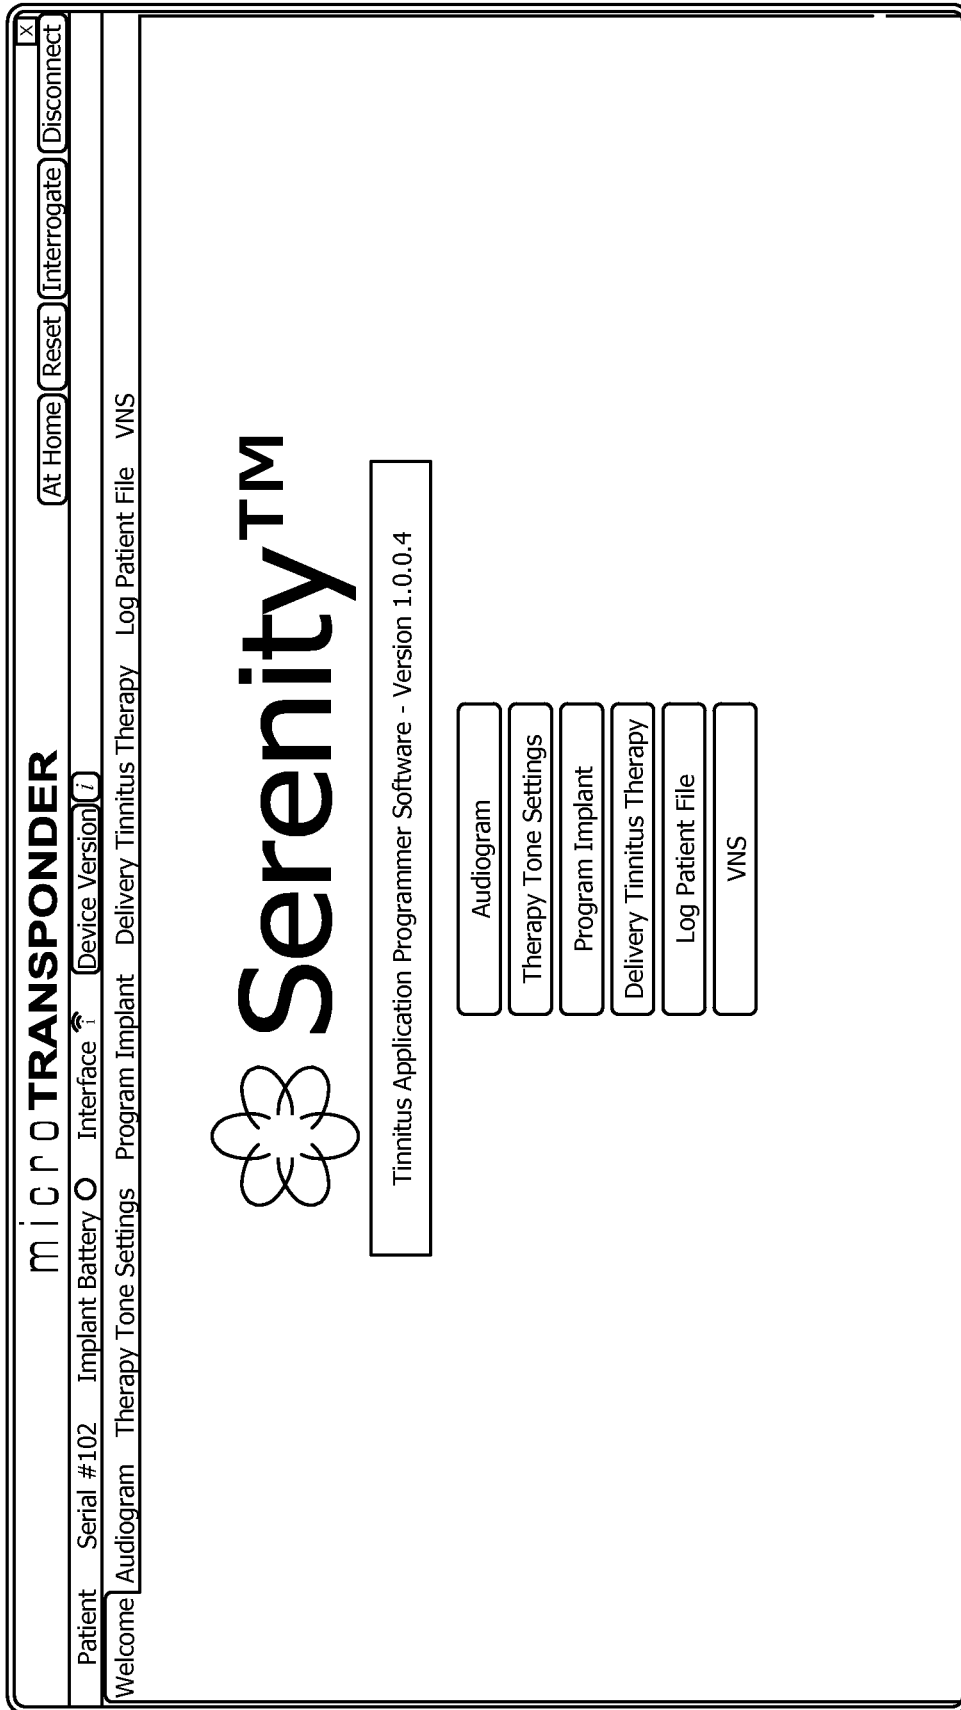 microTRANSPONDER
X
At Home Reset Interrogate Disconnect
Patient Serial #102 Implant Battery Interface i Device Version i
Welcome Audiogram Therapy Tone Settings Program Implant Delivery Tinnitus Therapy Log Patient File VNS
Serenity™
Tinnitus Application Programmer Software - Version 1.0.0.4
Audiogram
Therapy Tone Settings
Program Implant
Delivery Tinnitus Therapy
Log Patient File
VNS